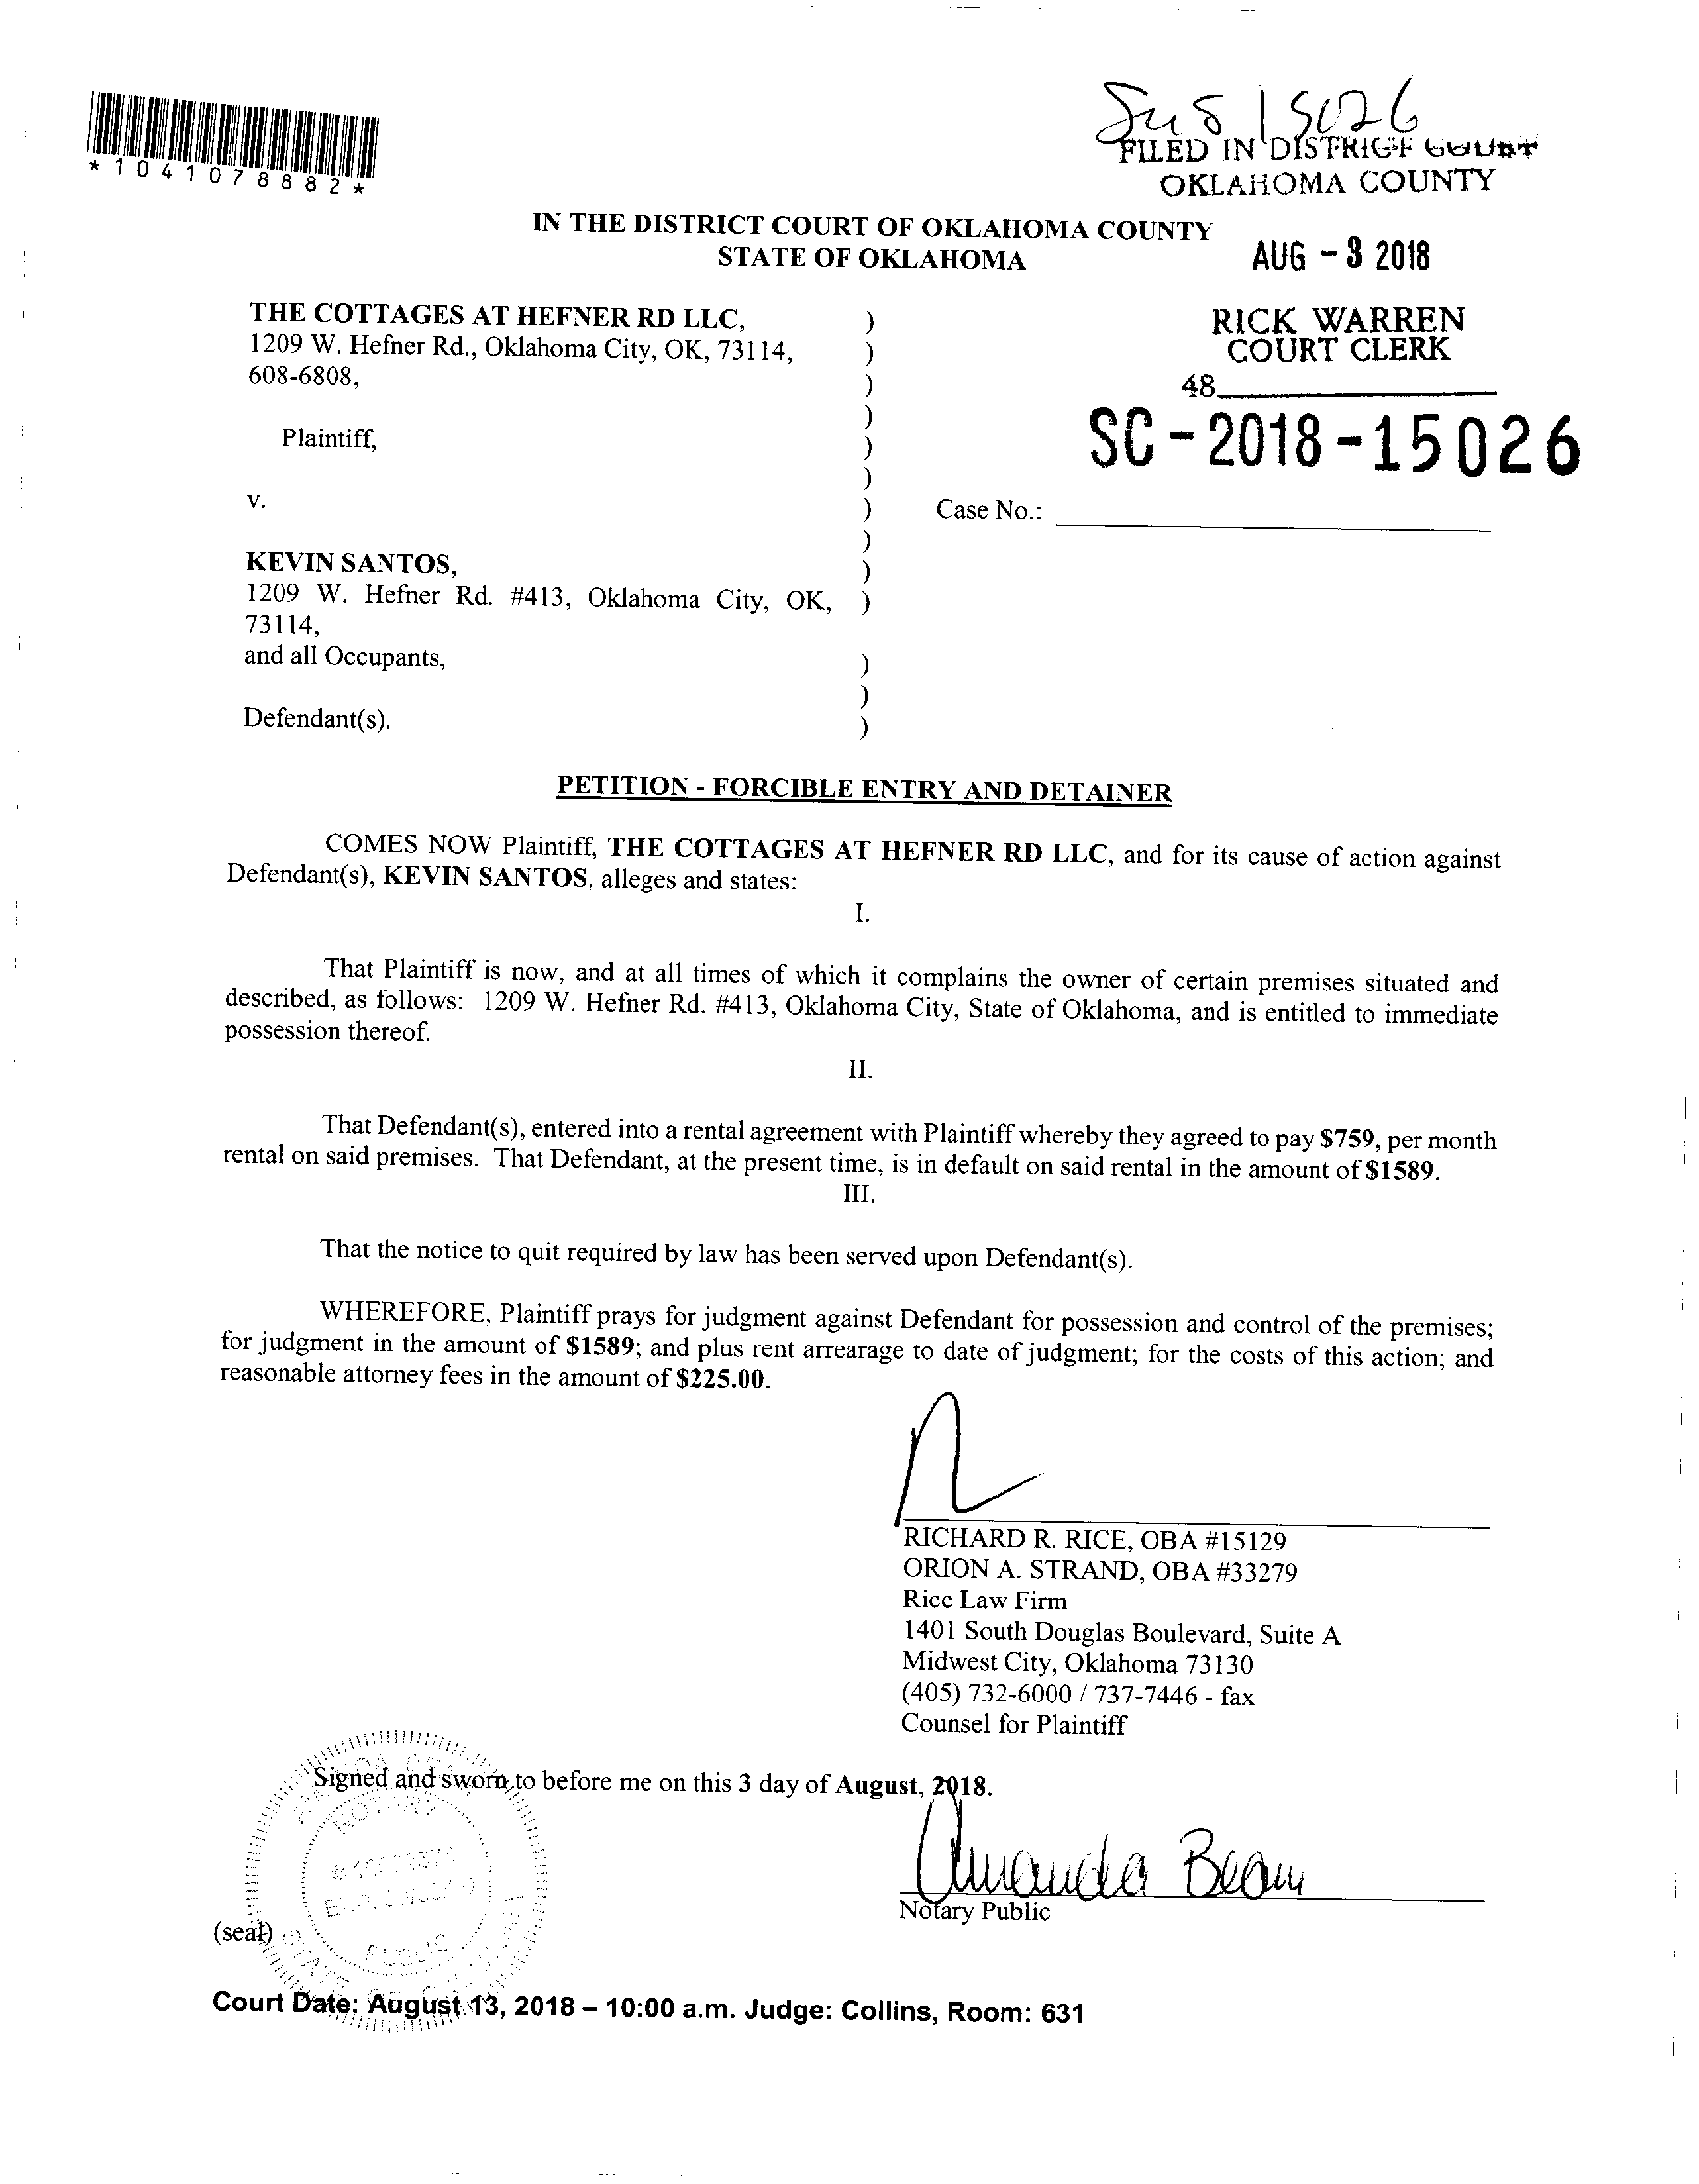 *1041078882*
15026
FILED IN DISTRICT COURT
OKLAHOMA COUNTY
IN THE DISTRICT COURT OF OKLAHOMA COUNTY
STATE OF OKLAHOMA
AUG - 3 2018
THE COTTAGES AT HEFNER RD LLC, )
1209 W. Hefner Rd., Oklahoma City, OK, 73114, )
608-6808, )
RICK WARREN
COURT CLERK
48
)
Plaintiff, )
SC-2018-15026
)
v. ) Case No.:
)
KEVIN SANTOS, )
1209 W. Hefner Rd. #413, Oklahoma City, OK, )
73114,
and all Occupants, )
)
Defendant(s). )
PETITION - FORCIBLE ENTRY AND DETAINER
COMES NOW Plaintiff, THE COTTAGES AT HEFNER RD LLC, and for its cause of action against
Defendant(s), KEVIN SANTOS, alleges and states:
I.
That Plaintiff is now, and at all times of which it complains the owner of certain premises situated and
described, as follows: 1209 W. Hefner Rd. #413, Oklahoma City, State of Oklahoma, and is entitled to immediate
possession thereof.
II.
That Defendant(s), entered into a rental agreement with Plaintiff whereby they agreed to pay $759, per month
rental on said premises. That Defendant, at the present time, is in default on said rental in the amount of $1589.
III.
That the notice to quit required by law has been served upon Defendant(s).
WHEREFORE, Plaintiff prays for judgment against Defendant for possession and control of the premises;
for judgment in the amount of $1589; and plus rent arrearage to date of judgment; for the costs of this action; and
reasonable attorney fees in the amount of $225.00.
RICHARD R. RICE, OBA #15129
ORION A. STRAND, OBA #33279
Rice Law Firm
1401 South Douglas Boulevard, Suite A
Midwest City, Oklahoma 73130
(405) 732-6000 / 737-7446 - fax
Counsel for Plaintiff
Signed and sworn to before me on this 3 day of August, 2018.
NOTARY
Amanda Beam
Notary Public
(seal)
PUBLIC
STATE
Court Date: August 13, 2018 – 10:00 a.m. Judge: Collins, Room: 631